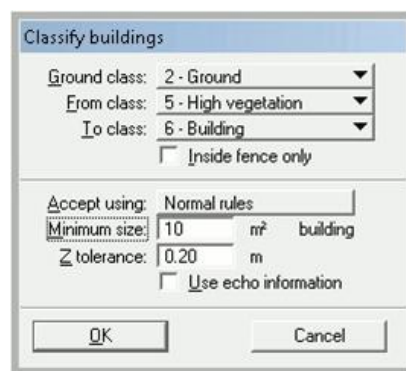 Classify buildings
Ground class: 2 - Ground
From class: 5 - High vegetation
To class: 6 - Building
Inside fence only
Accept using: Normal rules
Minimum size: 10 m² building
Z tolerance: 0.20 m
Use echo information
OK Cancel